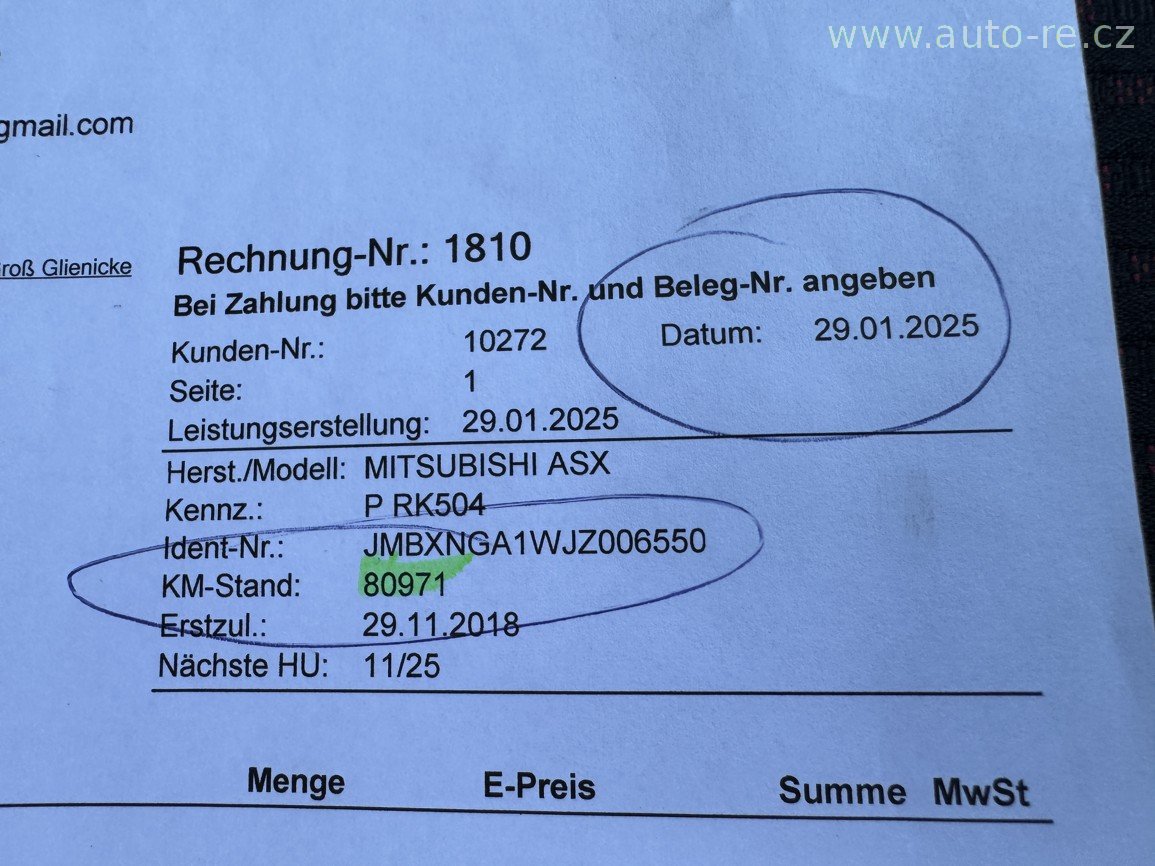 www.auto-re.cz
gmail.com
Groß Glienicke
Rechnung-Nr.: 1810
Bei Zahlung bitte Kunden-Nr. und Beleg-Nr. angeben
Kunden-Nr.: 10272 Datum: 29.01.2025
Seite: 1
Leistungserstellung: 29.01.2025
Herst./Modell: MITSUBISHI ASX
Kennz.: P RK504
Ident-Nr.: JMBXNGA1WJZ006550
KM-Stand: 80971
Erstzul.: 29.11.2018
Nächste HU: 11/25
Menge E-Preis Summe MwSt